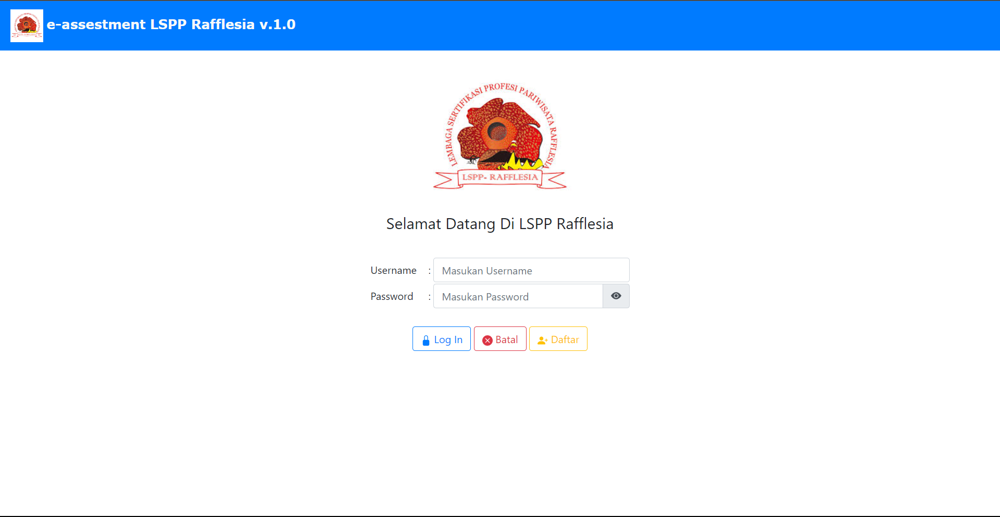 e-assestment LSPP Rafflesia v.1.0
LEMBAGA SERTIFIKASI PROFESI PARIWISATA RAFFLESIA
LSPP- RAFFLESIA
Selamat Datang Di LSPP Rafflesia
Username : Masukan Username
Password : Masukan Password
Log In Batal Daftar